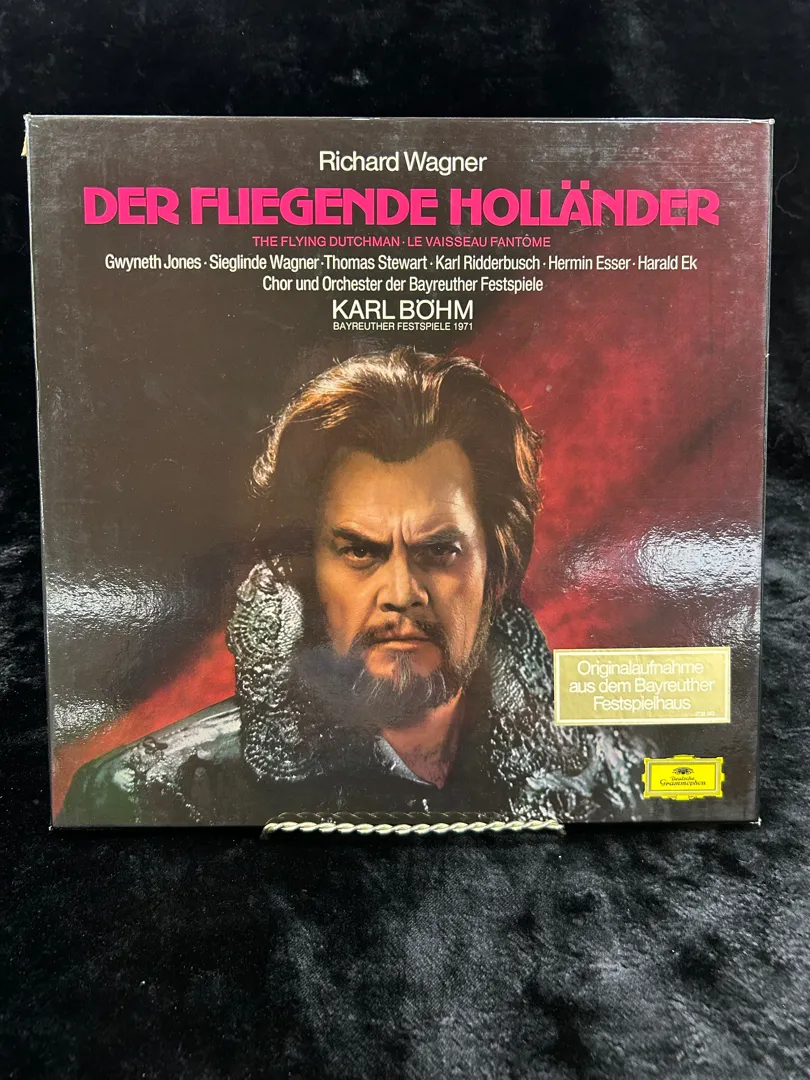 Richard Wagner
DER FLIEGENDE HOLLÄNDER
THE FLYING DUTCHMAN · LE VAISSEAU FANTÔME
Gwyneth Jones · Sieglinde Wagner · Thomas Stewart · Karl Ridderbusch · Hermin Esser · Harald Ek
Chor und Orchester der Bayreuther Festspiele
KARL BÖHM
BAYREUTHER FESTSPIELE 1971
Originalaufnahme
aus dem Bayreuther
Festspielhaus
Deutsche
Grammophon